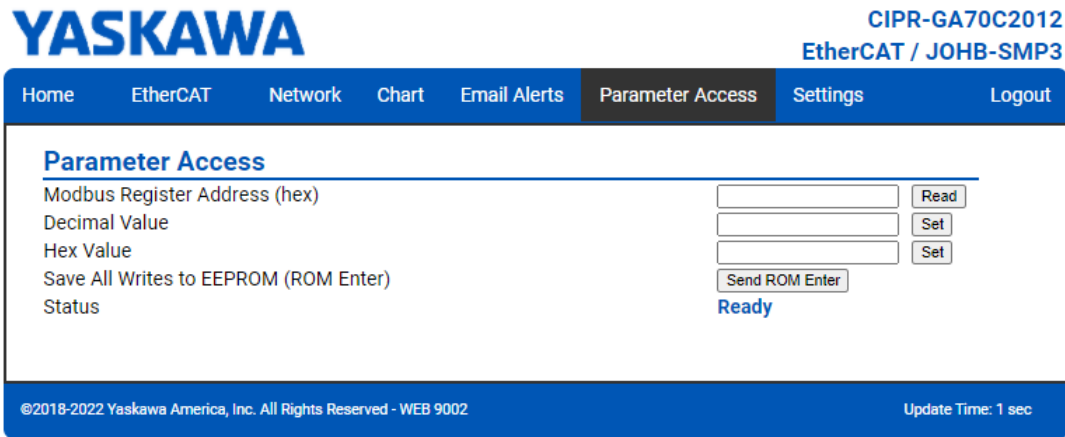 YASKAWA
CIPR-GA70C2012
EtherCAT / JOHB-SMP3
Home EtherCAT Network Chart Email Alerts Parameter Access Settings Logout
Parameter Access
Modbus Register Address (hex) Read
Decimal Value Set
Hex Value Set
Save All Writes to EEPROM (ROM Enter) Send ROM Enter
Status Ready
©2018-2022 Yaskawa America, Inc. All Rights Reserved - WEB 9002 Update Time: 1 sec